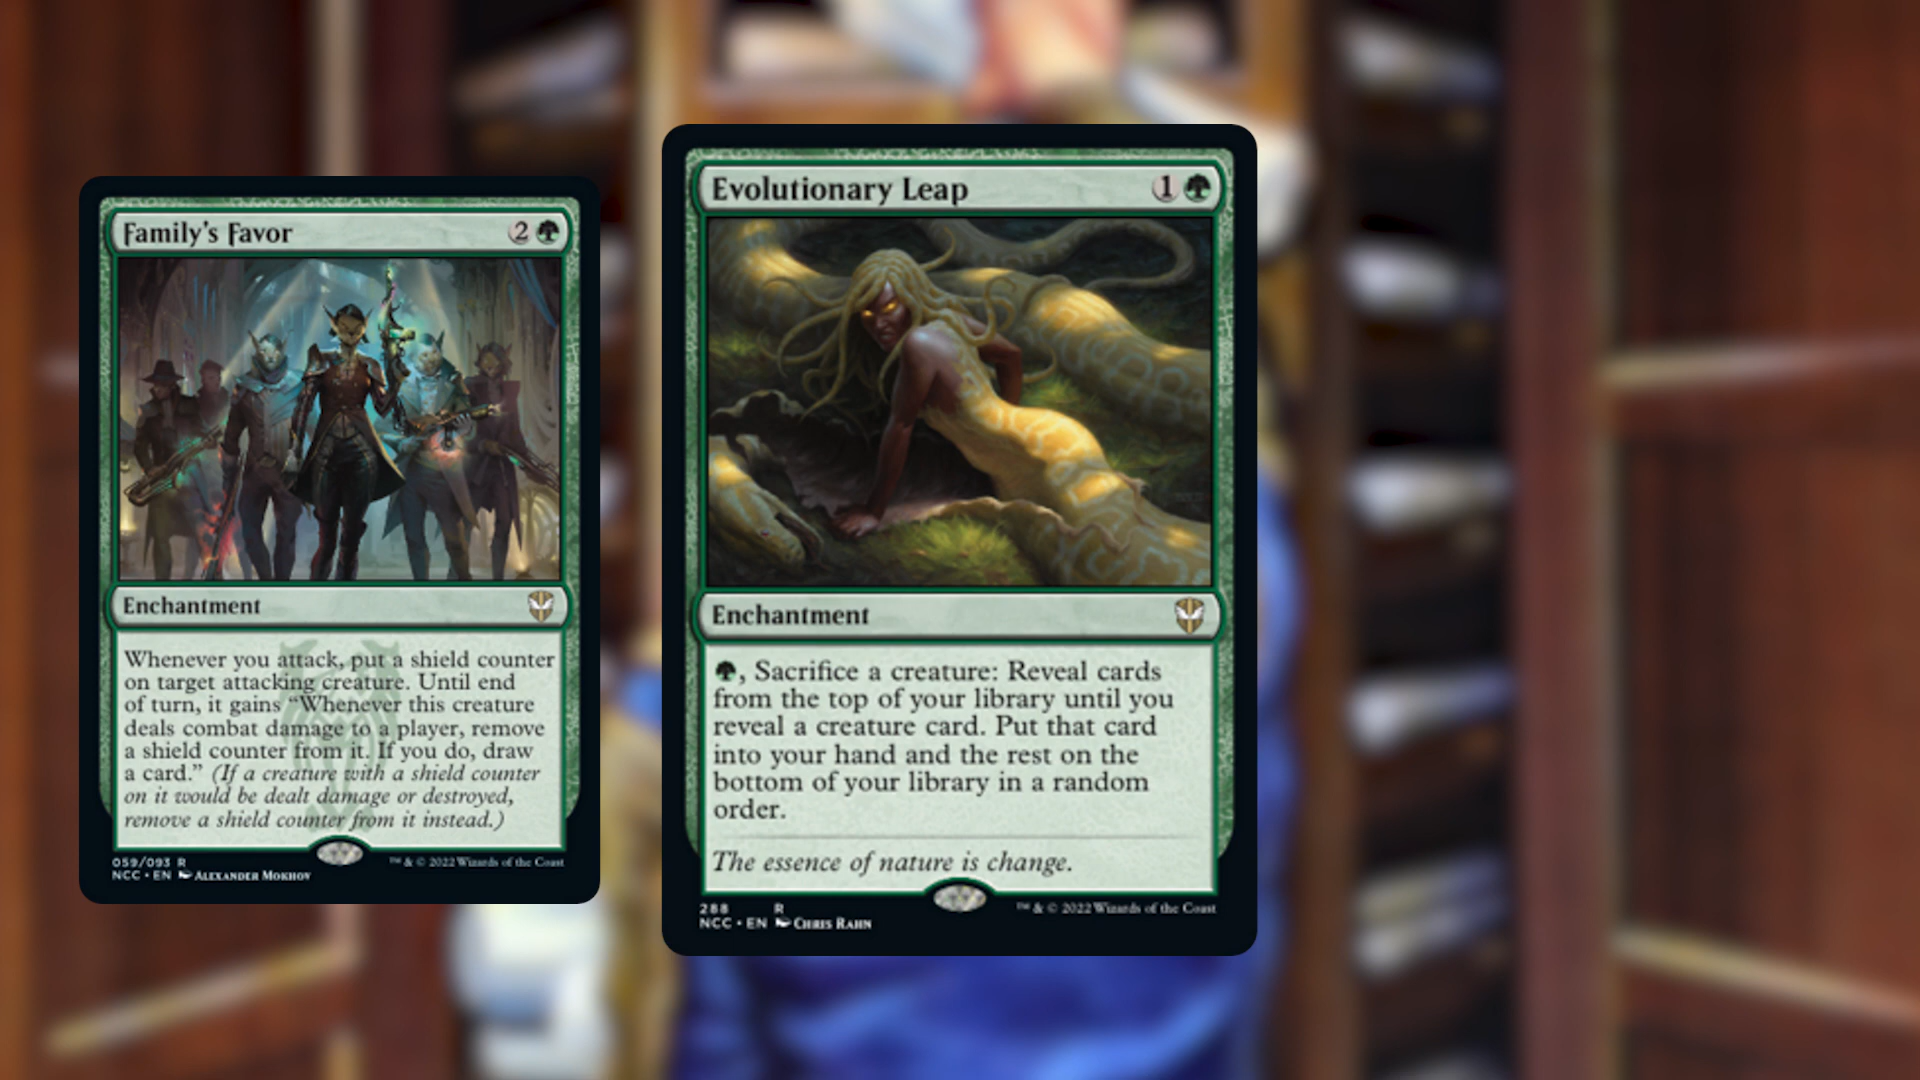 Family's Favor 2
Enchantment
Whenever you attack, put a shield counter
on target attacking creature. Until end
of turn, it gains “Whenever this creature
deals combat damage to a player, remove
a shield counter from it. If you do, draw
a card.” (If a creature with a shield counter
on it would be dealt damage or destroyed,
remove a shield counter from it instead.)
059/093 R
NCC • EN Alexander Mokhov
™ & © 2022 Wizards of the Coast
Evolutionary Leap 1
Enchantment
, Sacrifice a creature: Reveal cards
from the top of your library until you
reveal a creature card. Put that card
into your hand and the rest on the
bottom of your library in a random
order.
The essence of nature is change.
288 R
NCC • EN Chris Rahn
™ & © 2022 Wizards of the Coast